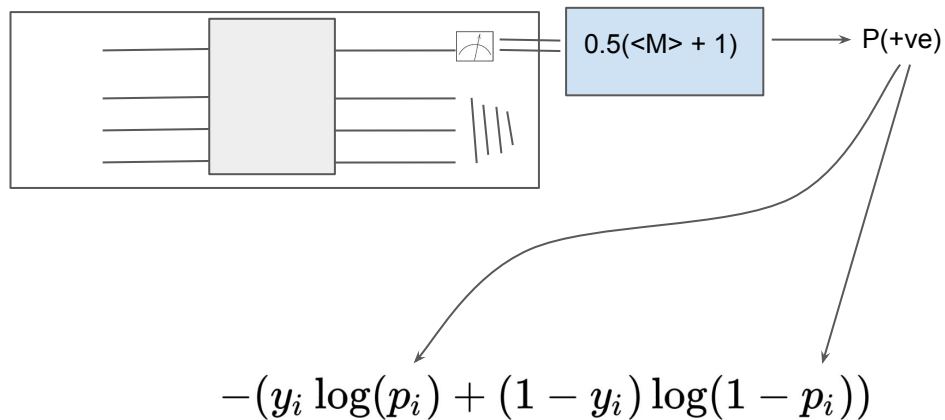 0.5(<M> + 1)
P(+ve)
−(y_i log(p_i) + (1 − y_i) log(1 − p_i))